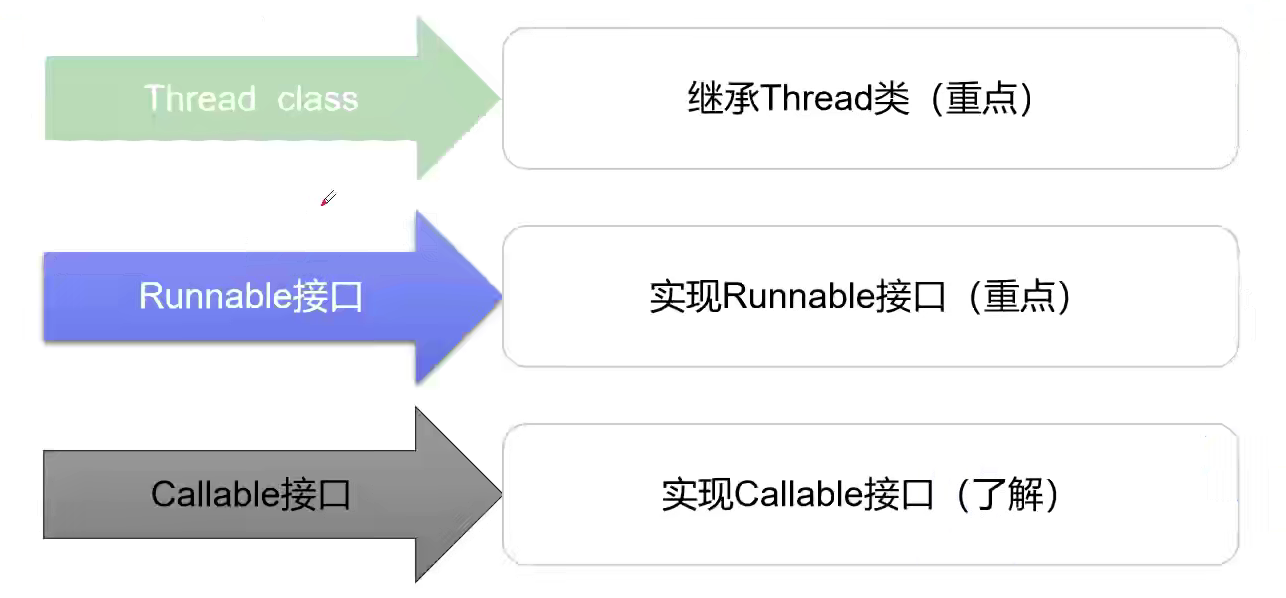 Thread class
继承Thread类（重点）
Runnable接口
实现Runnable接口（重点）
Callable接口
实现Callable接口（了解）